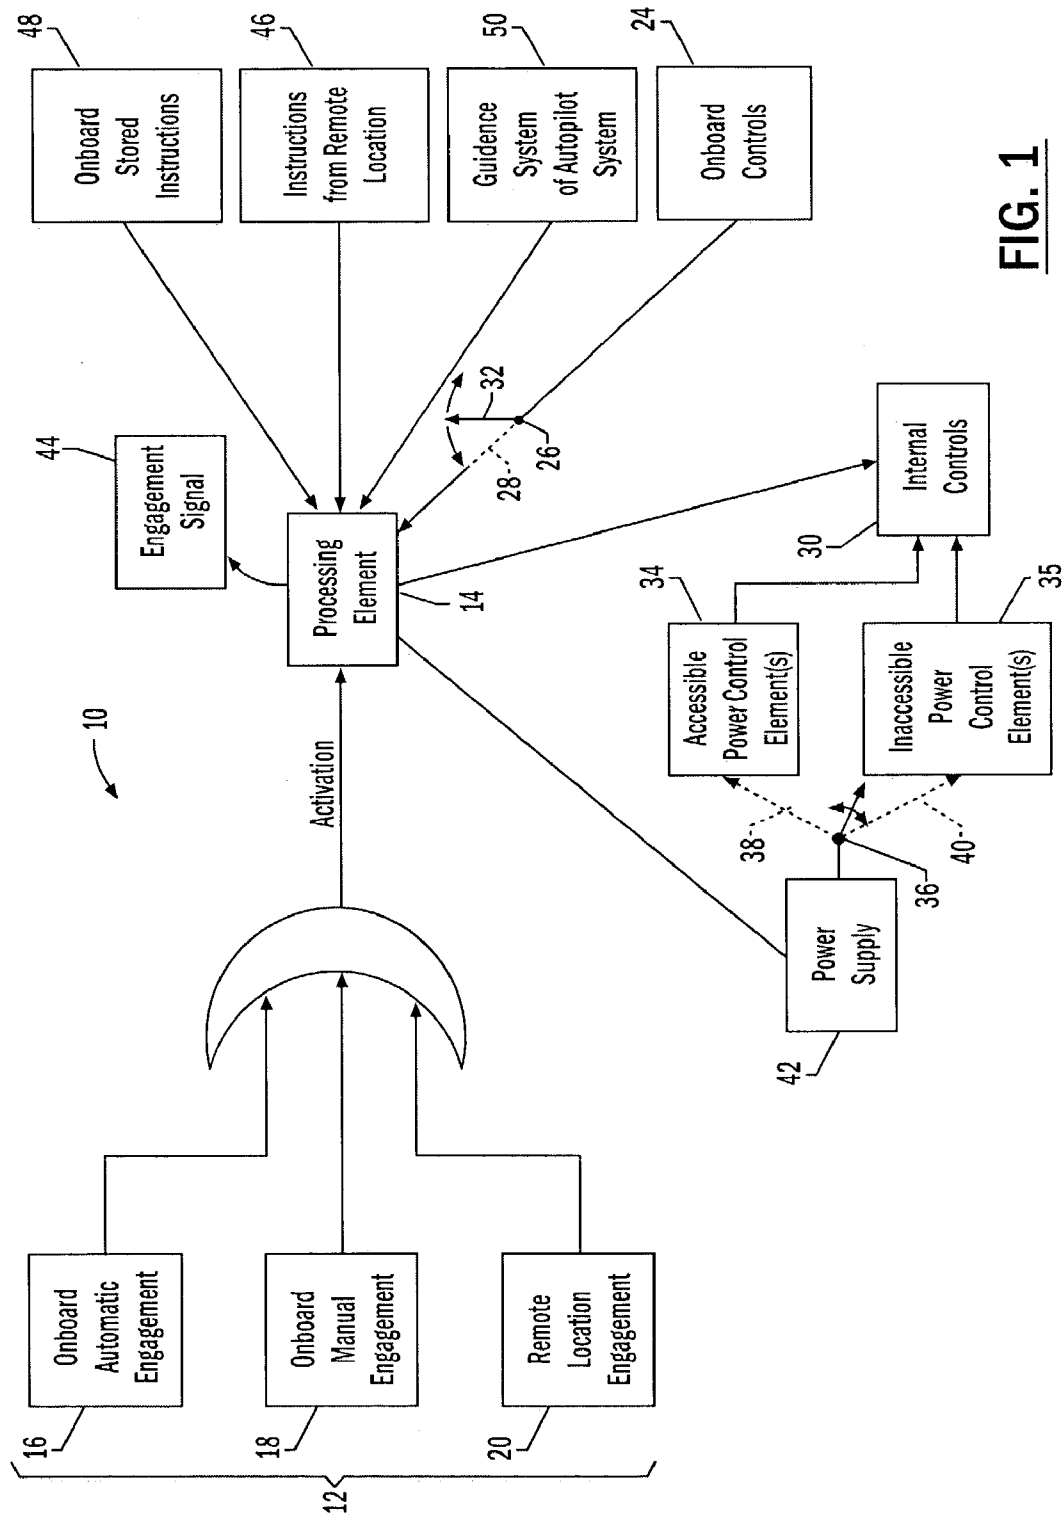 10
12
16
Onboard
Automatic
Engagement
18
Onboard
Manual
Engagement
20
Remote
Location
Engagement
Activation
Processing
Element
14
44
Engagement
Signal
48
Onboard
Stored
Instructions
46
Instructions
from Remote
Location
50
Guidence
System
of Autopilot
System
24
Onboard
Controls
32
28
26
42
Power
Supply
36
38
40
34
Accessible
Power Control
Element(s)
35
Inaccessible
Power
Control
Element(s)
30
Internal
Controls
FIG. 1